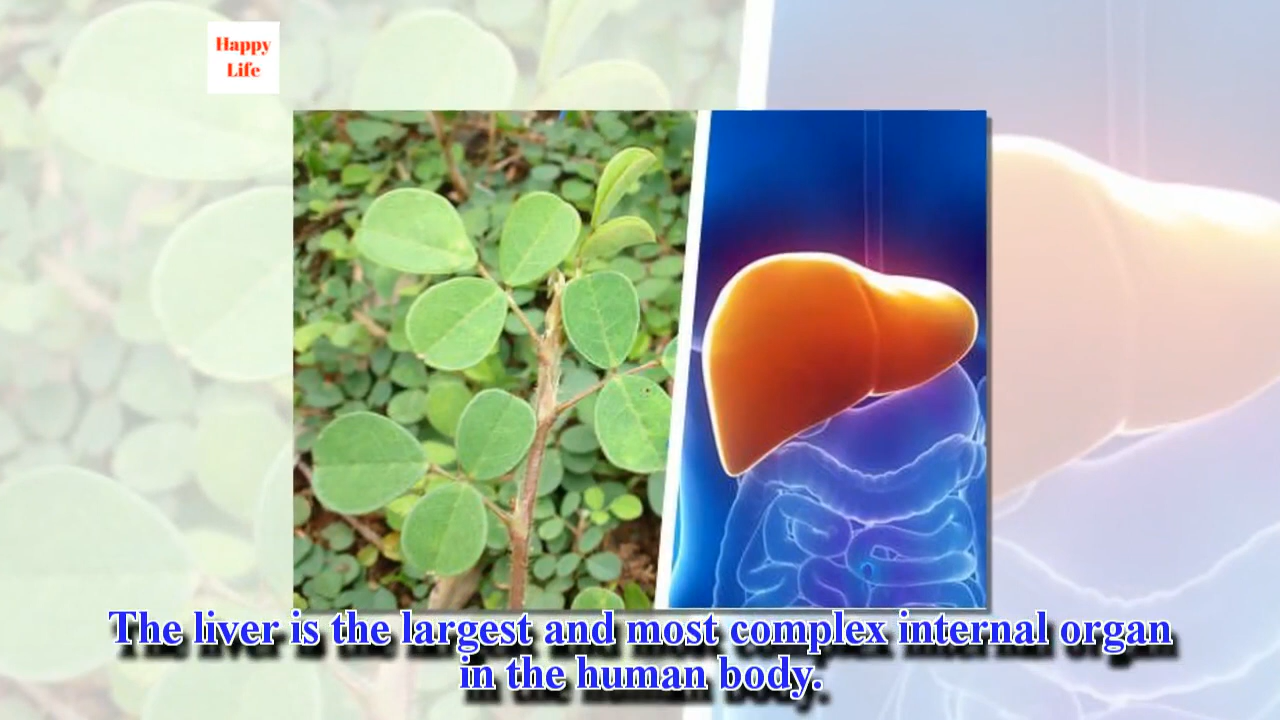 Happy
Life
The liver is the largest and most complex internal organ
in the human body.